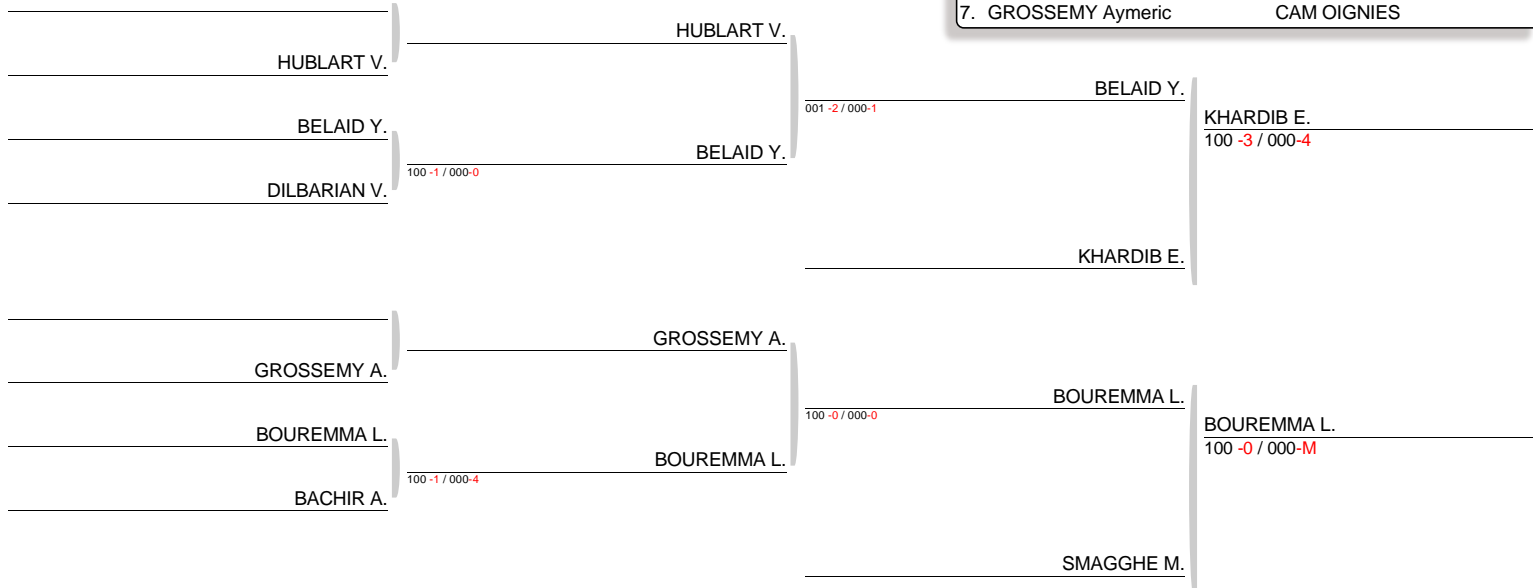 7. GROSSEMY Aymeric CAM OIGNIES
HUBLART V.
HUBLART V.
BELAID Y.
001 -2 / 000-1
KHARDIB E.
100 -3 / 000-4
BELAID Y.
BELAID Y.
100 -1 / 000-0
DILBARIAN V.
KHARDIB E.
GROSSEMY A.
GROSSEMY A.
BOUREMMA L.
100 -0 / 000-0
BOUREMMA L.
100 -0 / 000-M
BOUREMMA L.
BOUREMMA L.
100 -1 / 000-4
BACHIR A.
SMAGGHE M.